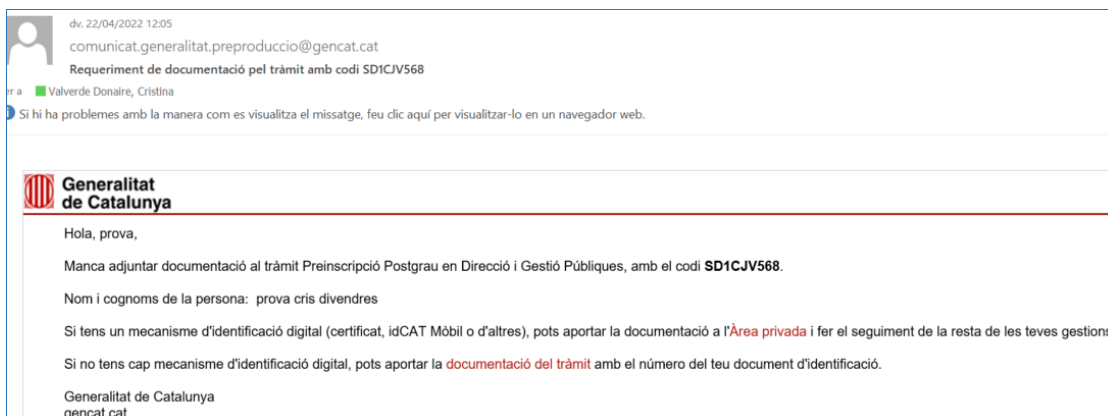 dv. 22/04/2022 12:05
comunicat.generalitat.preproduccio@gencat.cat
Requeriment de documentació pel tràmit amb codi SD1CJV568
er a Valverde Donaire, Cristina
Si hi ha problemes amb la manera com es visualitza el missatge, feu clic aquí per visualitzar-lo en un navegador web.
Generalitat
de Catalunya
Hola, prova,
Manca adjuntar documentació al tràmit Preinscripció Postgrau en Direcció i Gestió Públiques, amb el codi SD1CJV568.
Nom i cognoms de la persona: prova cris divendres
Si tens un mecanisme d'identificació digital (certificat, idCAT Mòbil o d'altres), pots aportar la documentació a l'Àrea privada i fer el seguiment de la resta de les teves gestions
Si no tens cap mecanisme d'identificació digital, pots aportar la documentació del tràmit amb el número del teu document d'identificació.
Generalitat de Catalunya
gencat.cat